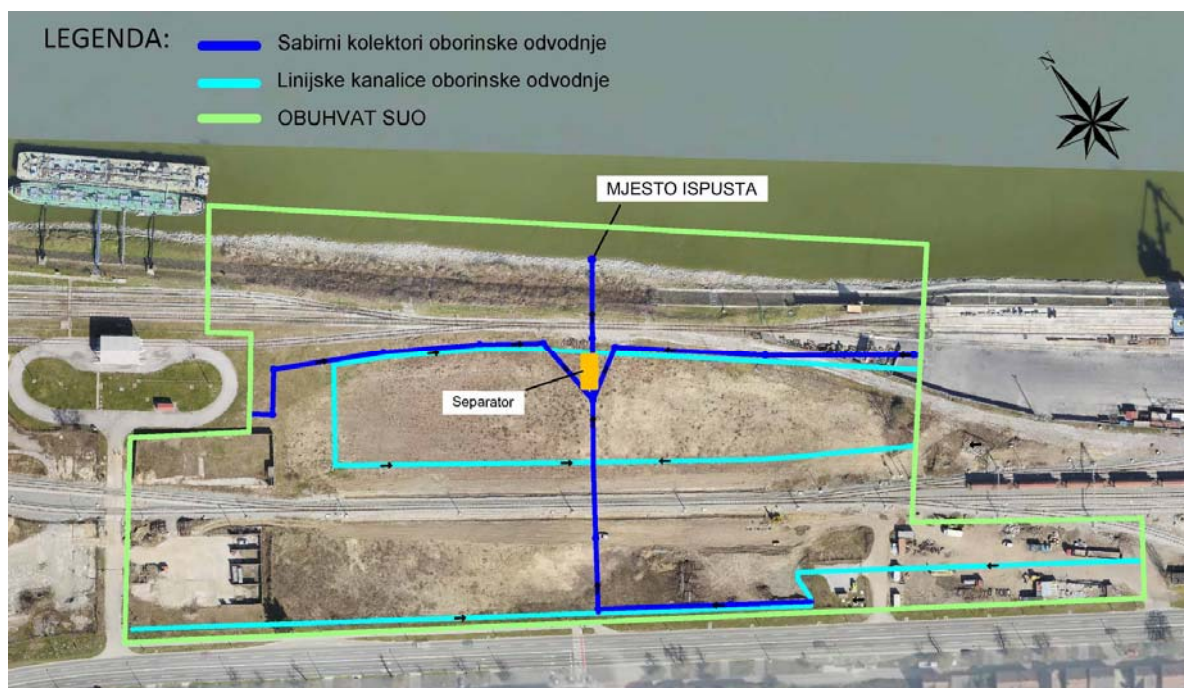 LEGENDA:
Sabirni kolektori oborinske odvodnje
Linijske kanalice oborinske odvodnje
OBUHVAT SUO
N
MJESTO ISPUSTA
Separator